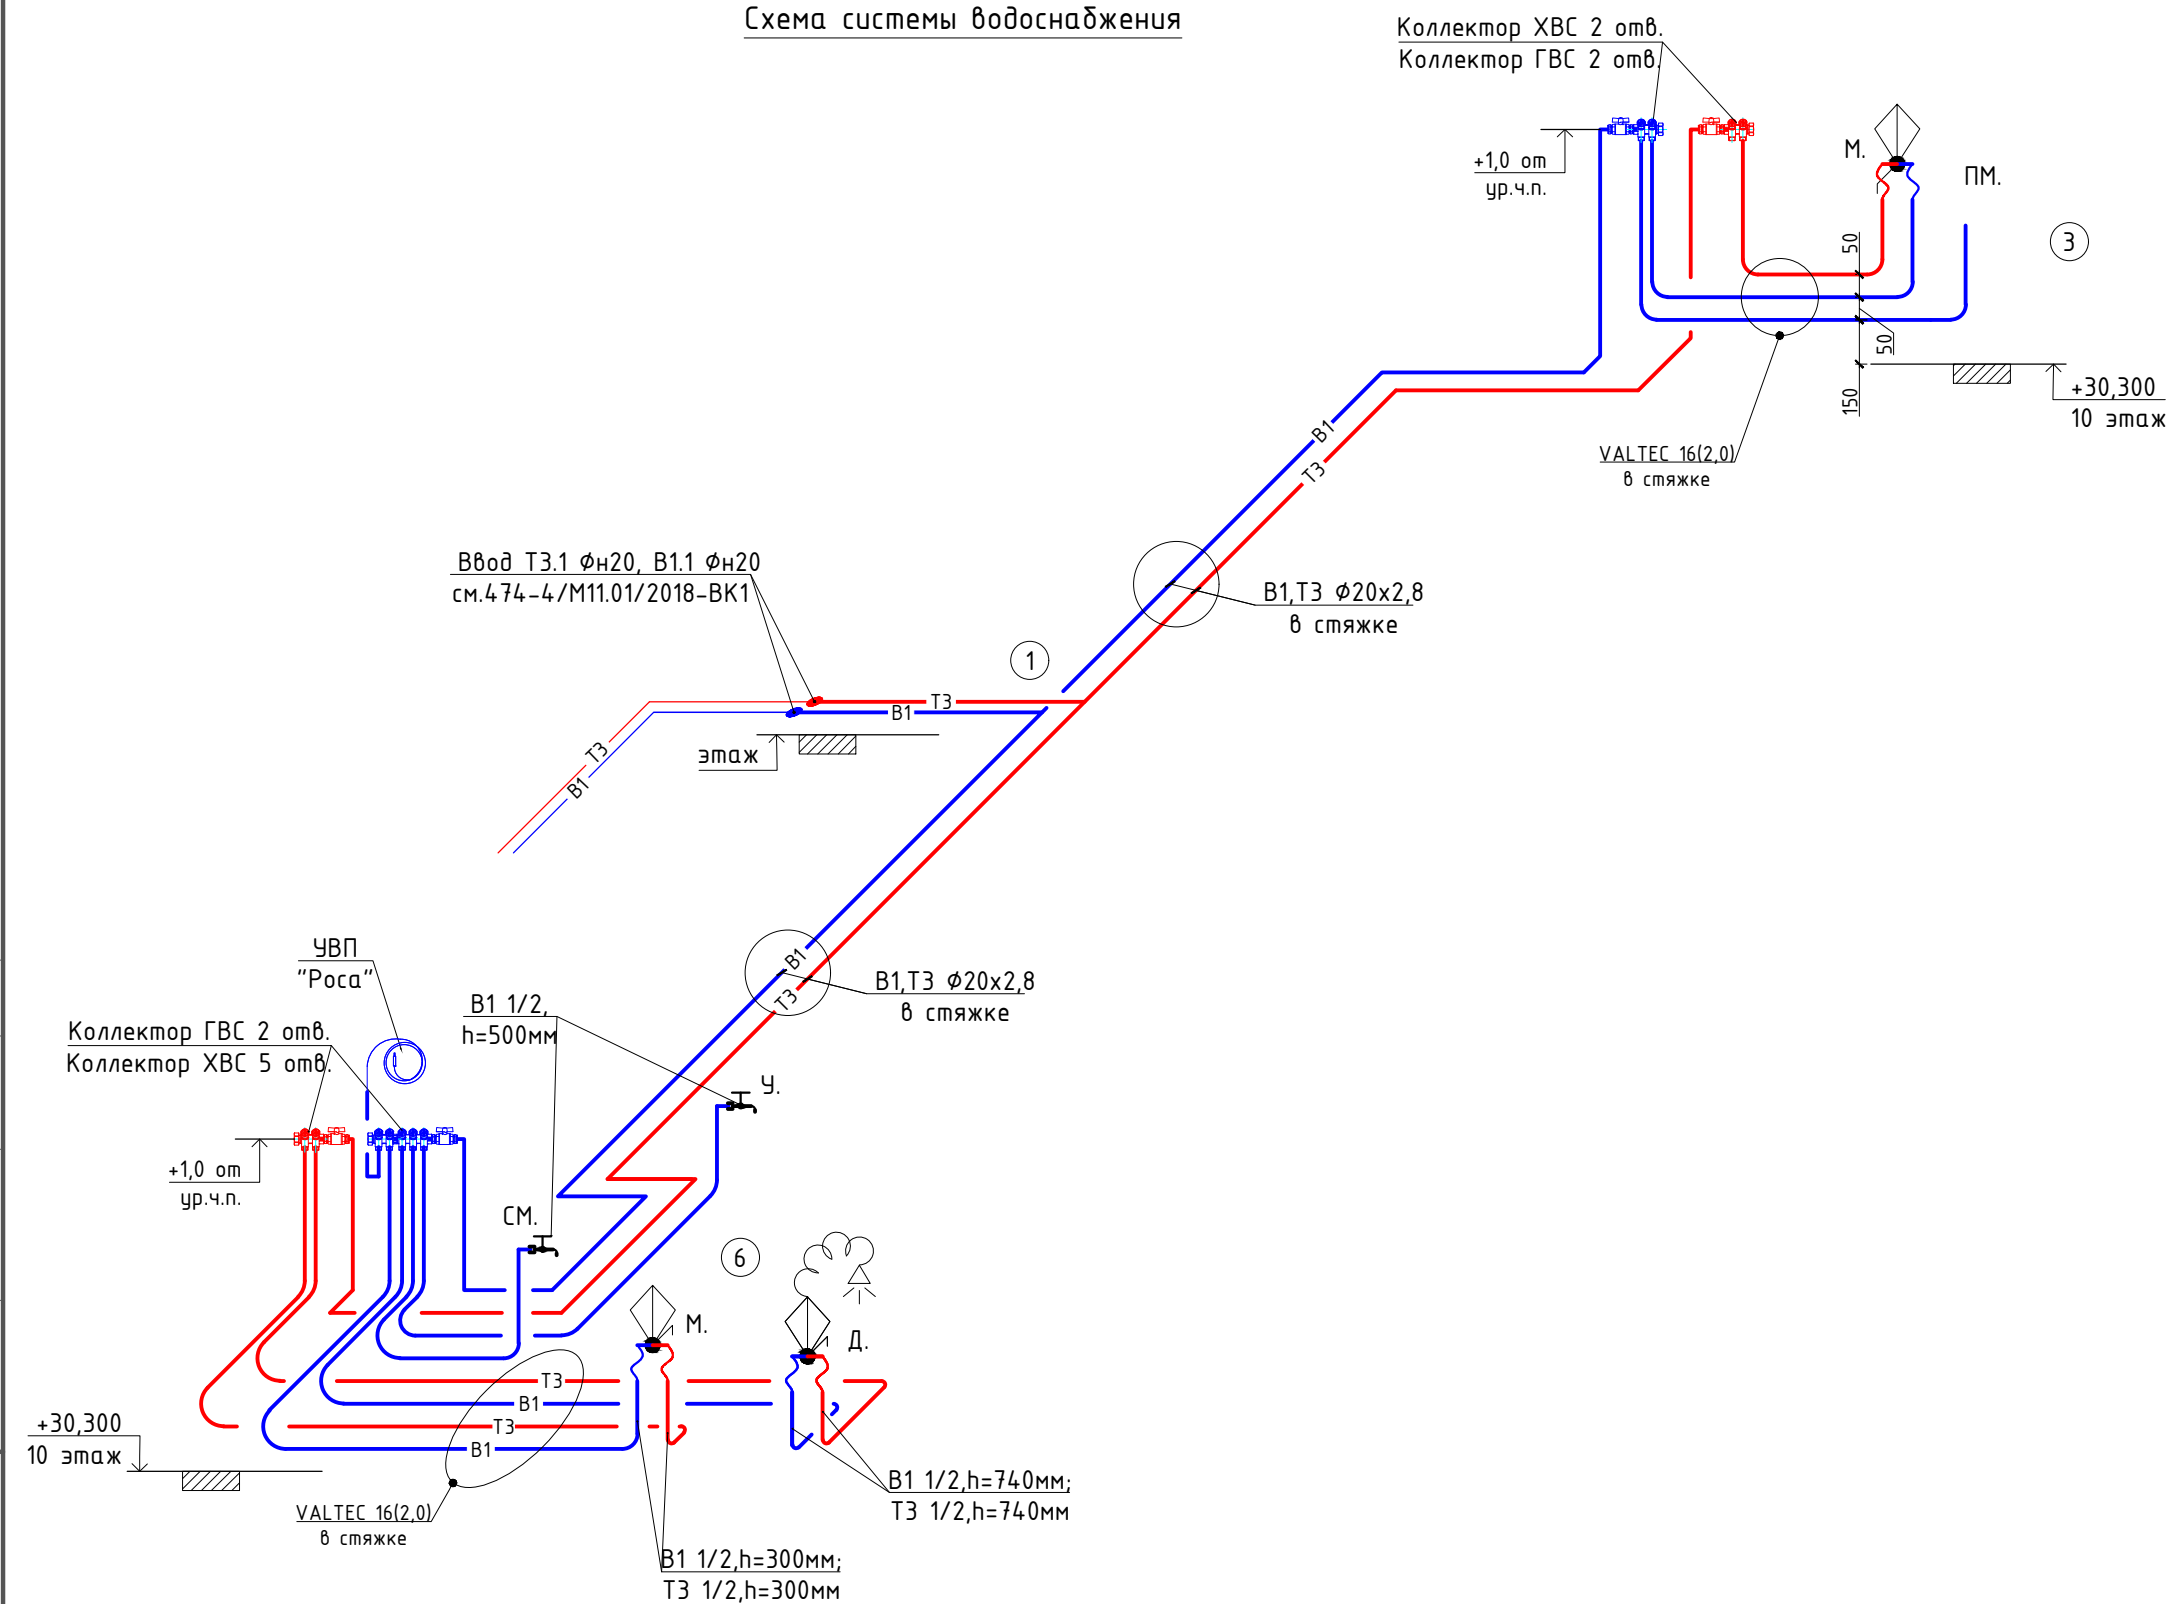 Схема системы водоснабжения
Коллектор ХВС 2 отв.
Коллектор ГВС 2 отв.
+1,0 от
ур.ч.п.
М.
ПМ.
3
50
50
150
+30,300
10 этаж
VALTEC 16(2,0)
в стяжке
В1
Т3
Ввод Т3.1 Фн20, В1.1 Фн20
см.474-4/М11.01/2018-ВК1
В1,Т3 Ф20х2,8
в стяжке
1
Т3
В1
этаж
Т3
В1
УВП
"Роса"
В1
Т3
В1,Т3 Ф20х2,8
в стяжке
В1 1/2,
h=500мм
Коллектор ГВС 2 отв.
Коллектор ХВС 5 отв.
У.
+1,0 от
ур.ч.п.
СМ.
6
М.
Д.
Т3
В1
Т3
В1
+30,300
10 этаж
VALTEC 16(2,0)
в стяжке
В1 1/2,h=740мм;
Т3 1/2,h=740мм
В1 1/2,h=300мм;
Т3 1/2,h=300мм